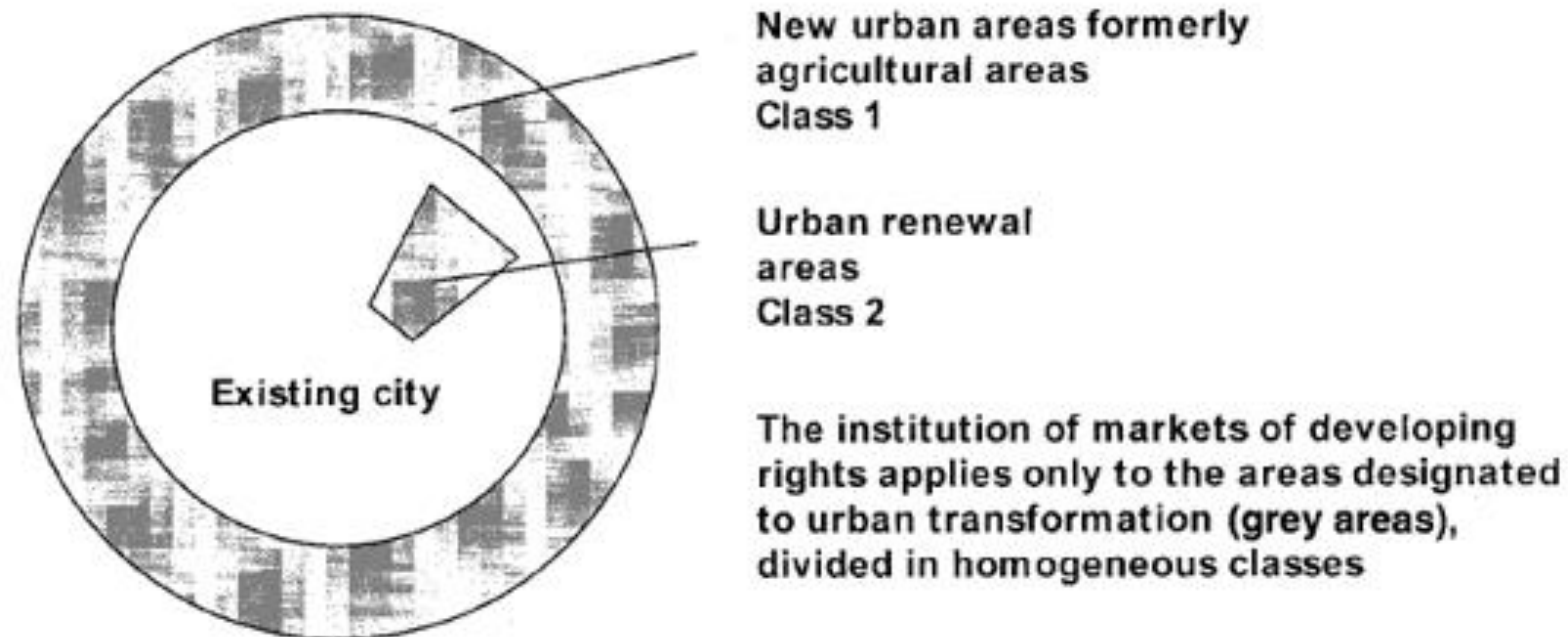 New urban areas formerly
agricultural areas
Class 1
Urban renewal
areas
Class 2
Existing city
The institution of markets of developing
rights applies only to the areas designated
to urban transformation (grey areas),
divided in homogeneous classes